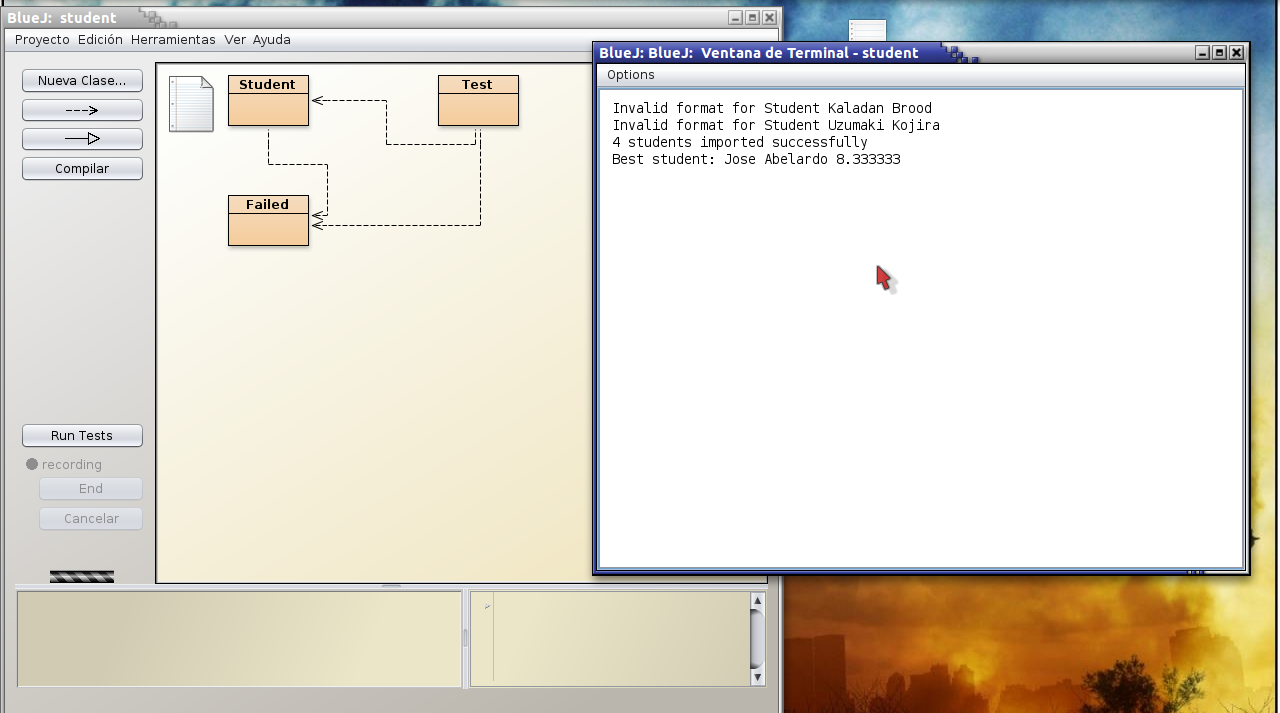 BlueJ: student
Proyecto Edición Herramientas Ver Ayuda
Nueva Clase...
Compilar
Run Tests
recording
End
Cancelar
Student
Test
Failed
BlueJ: BlueJ: Ventana de Terminal - student
Options
Invalid format for Student Kaladan Brood
Invalid format for Student Uzumaki Kojira
4 students imported successfully
Best student: Jose Abelardo 8.333333